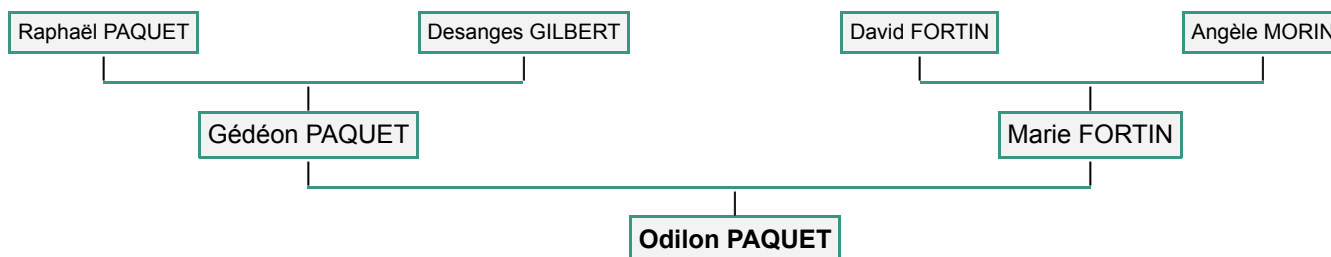 Raphaël PAQUET Desanges GILBERT David FORTIN Angèle MORIN
Gédéon PAQUET Marie FORTIN
Odilon PAQUET